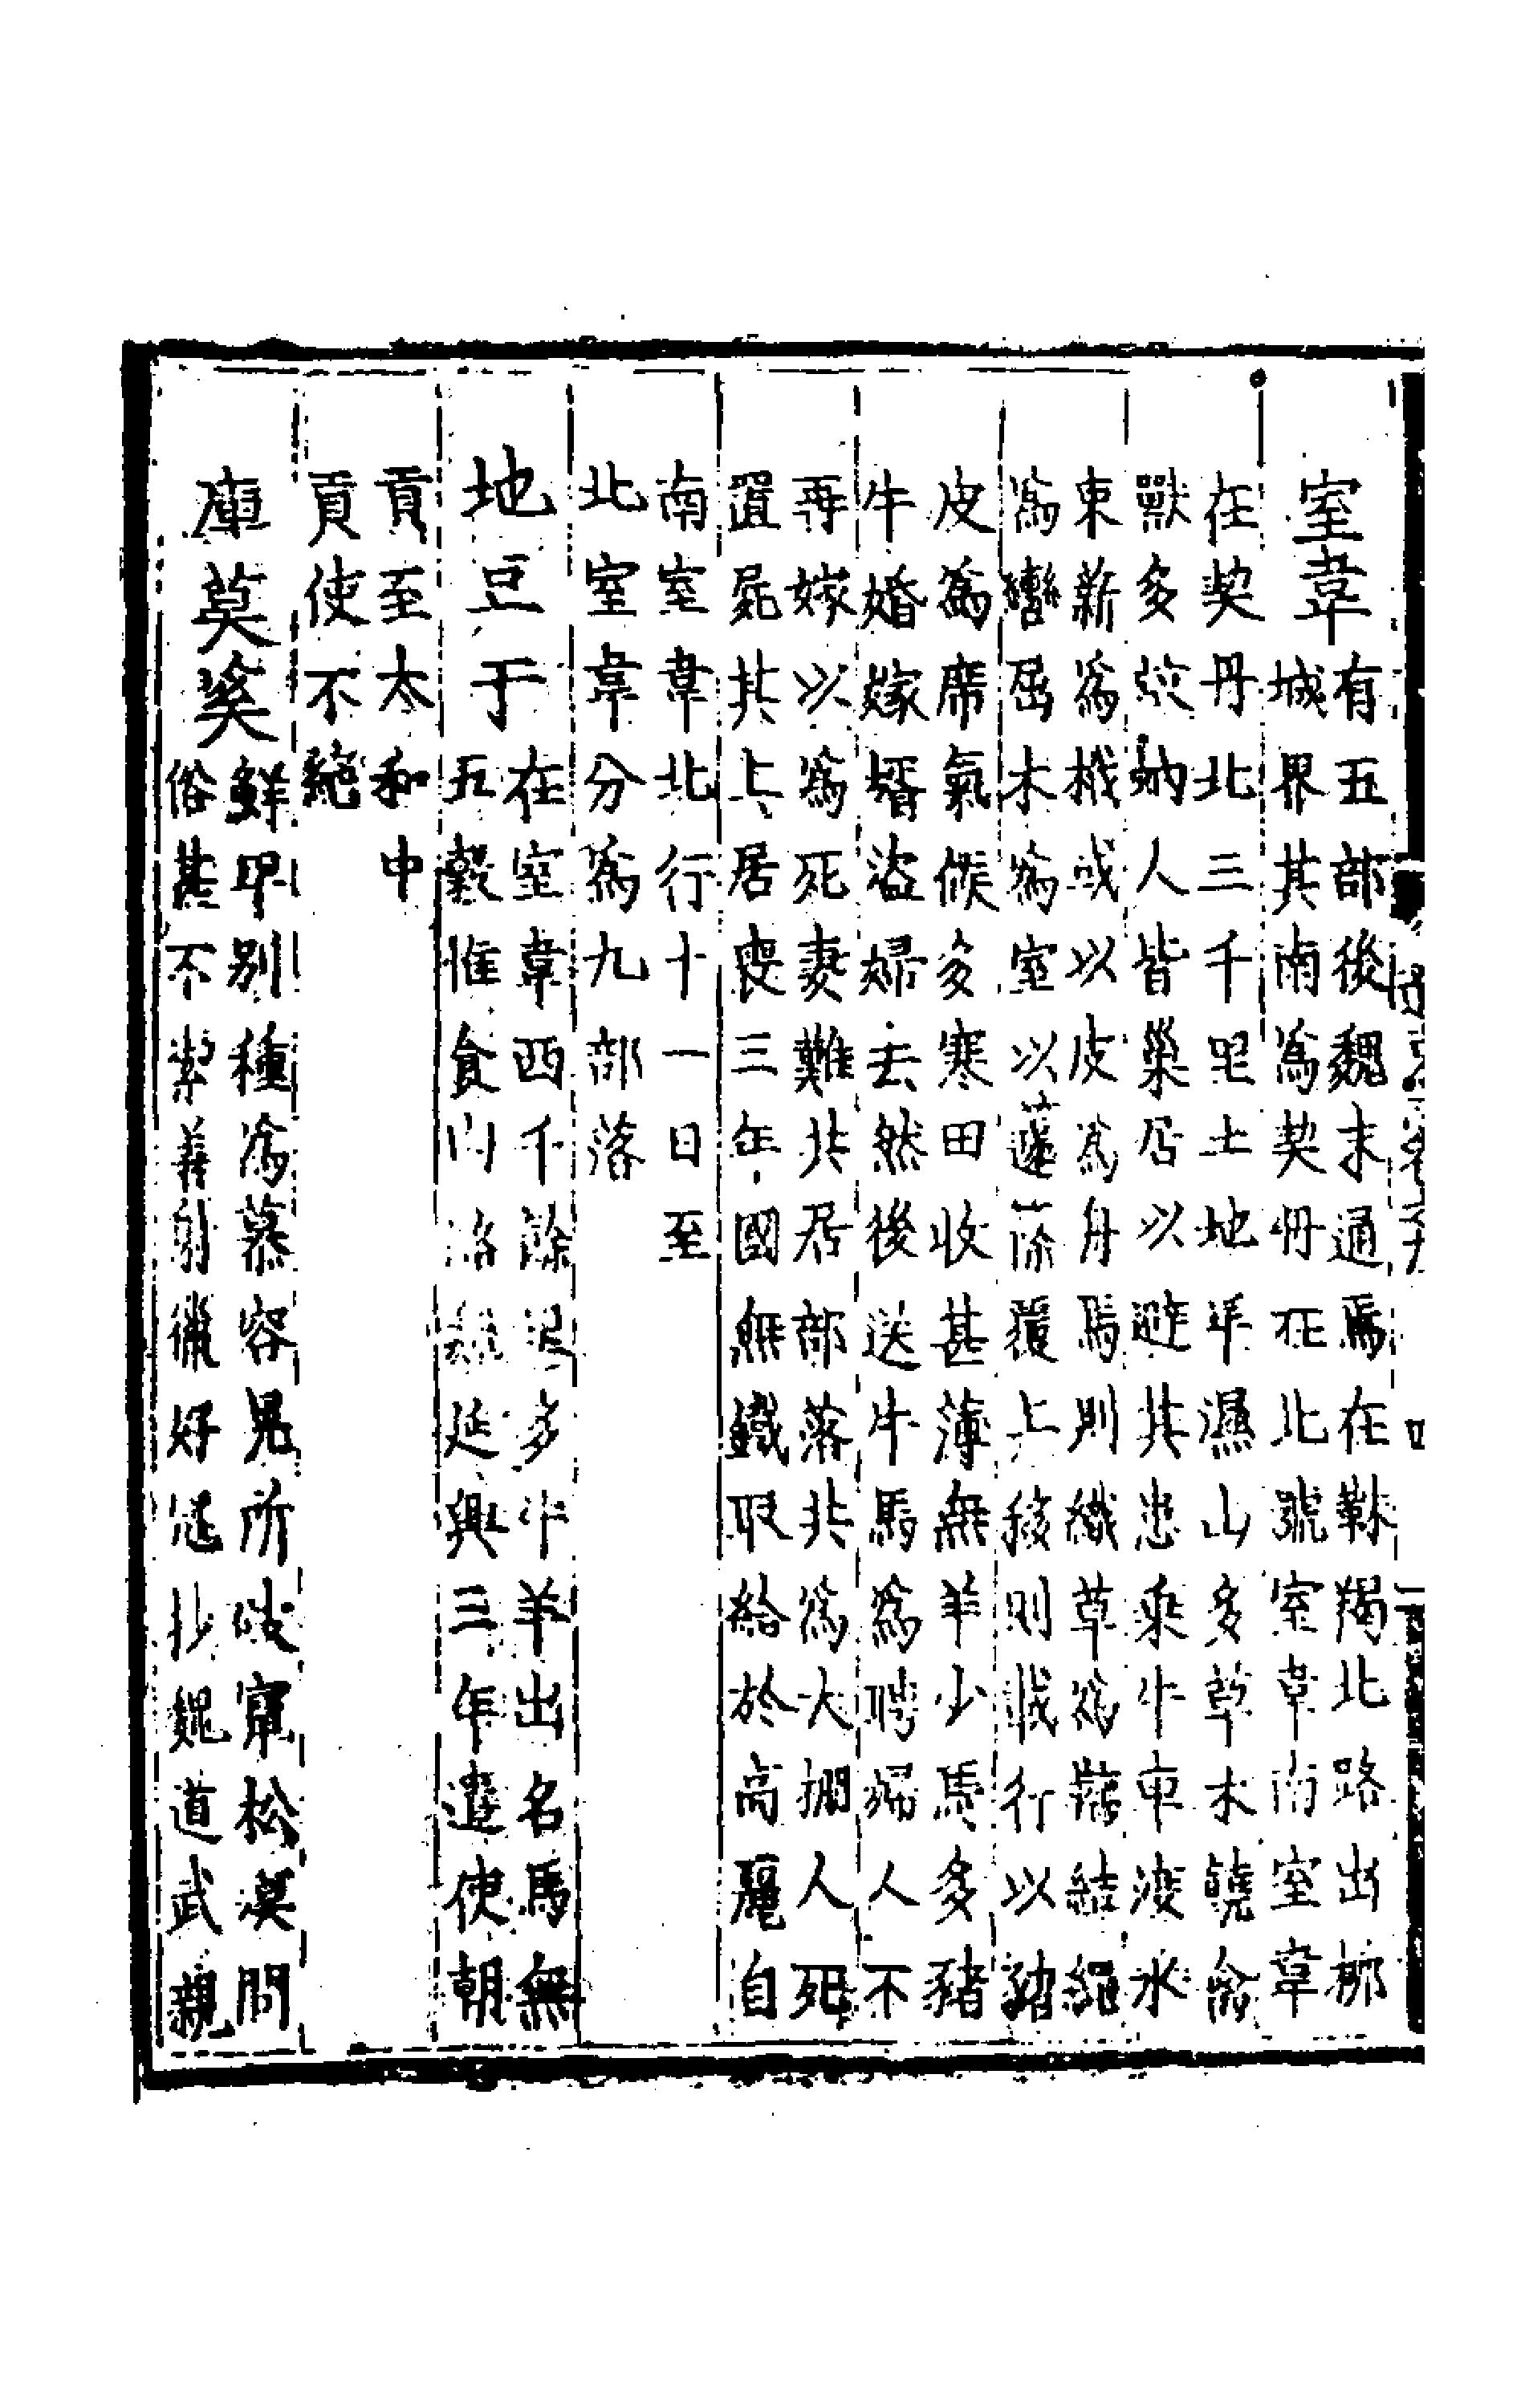 室韋有五部後魏末通焉在靺羯北路出柳
城界其南爲契丹在北號室韋南室韋
在契丹北三千里土地平濕山多草木饒禽
獸多蚊蚋人皆巢居以避其患乘牛車渡水
束薪爲栰或以皮爲舟焉則織草爲韉結繩
爲轡屈木爲室以蘧蒢覆上移則載行以猪
皮爲席氣候多寒田收甚薄無羊少馬多豬
牛婚嫁壻盜婦去然後送牛馬爲聘婦人不
再嫁以爲死妻難共居部落共爲大棚人死
置屍其上居喪三年國無鐵取給於高麗自
南室韋北行十一日至
北室韋分爲九部落
地豆于在室韋西千餘里多牛羊出名馬無
五穀惟食肉酪延興三年遣使朝
貢至太和中
貢使不絕
庫莫奚鮮卑別種爲慕容晃所破竄松漠間
俗甚不潔善射獵好冦抄魏道武親